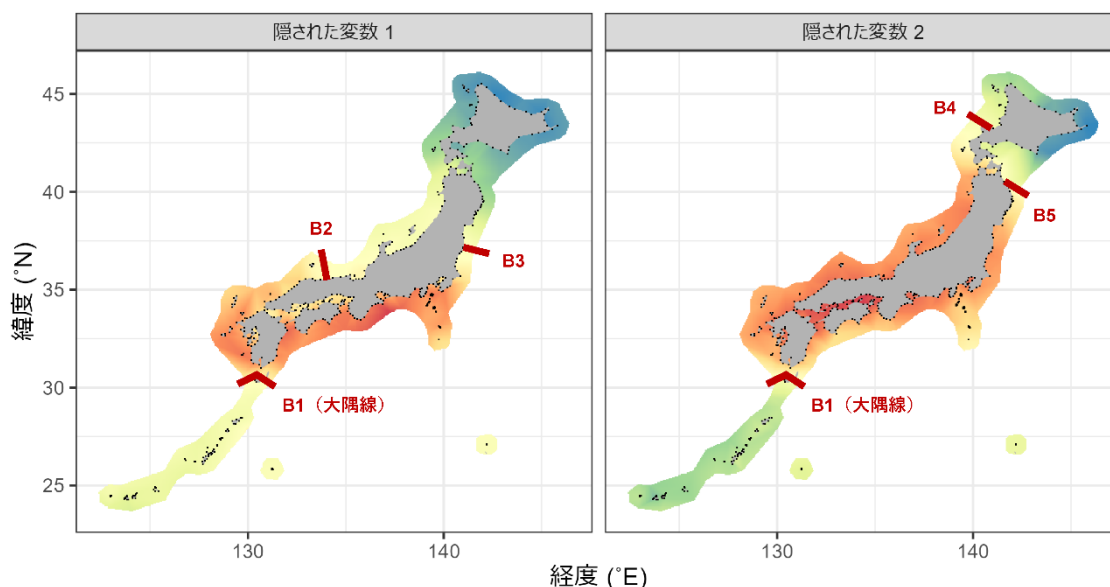 隠された変数 1
隠された変数 2
45
40
35
30
25
緯度 (°N)
B2
B3
B1（大隅線）
B4
B5
B1（大隅線）
130
140
130
140
経度 (°E)